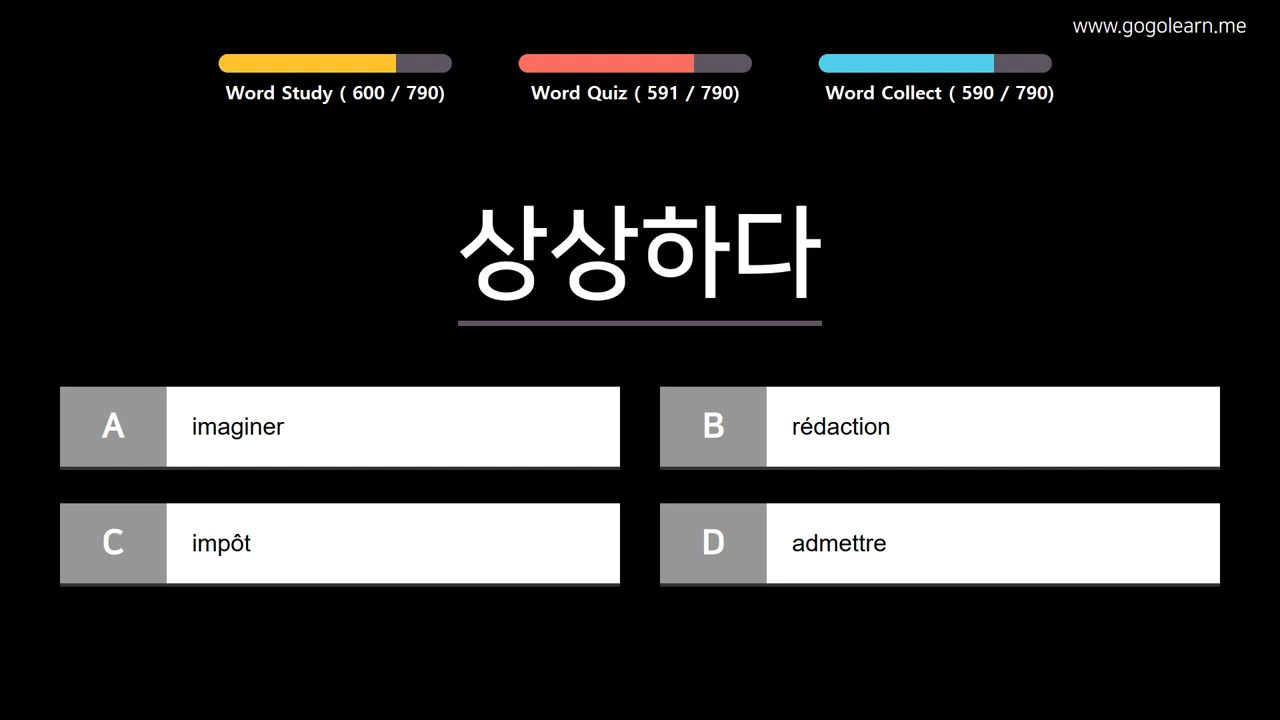 www.gogolearn.me
Word Study ( 600 / 790)
Word Quiz ( 591 / 790)
Word Collect ( 590 / 790)
상상하다
A imaginer
B rédaction
C impôt
D admettre